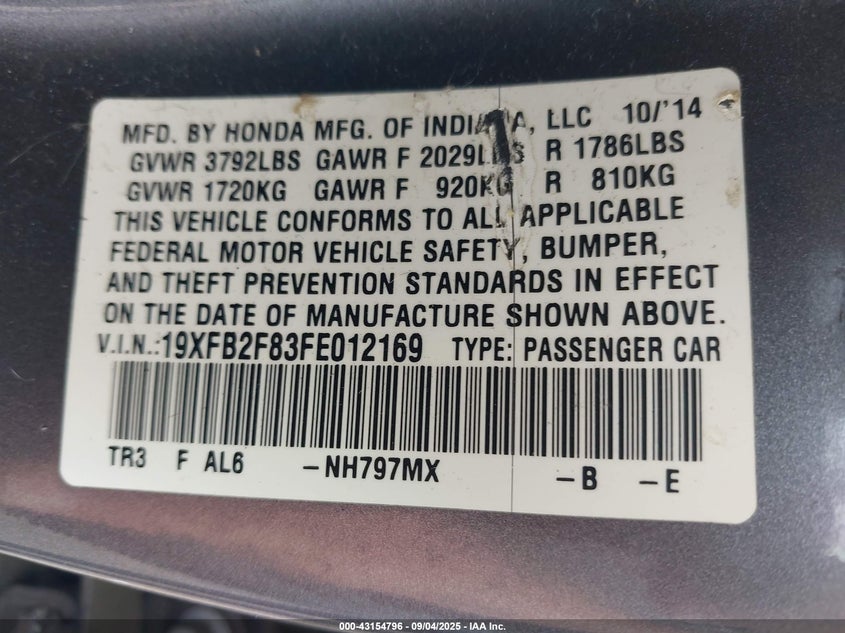 MFD. BY HONDA MFG. OF INDIANA, LLC 10/'14
GVWR 3792LBS GAWR F 2029LBS R 1786LBS
GVWR 1720KG GAWR F 920KG R 810KG
THIS VEHICLE CONFORMS TO ALL APPLICABLE
FEDERAL MOTOR VEHICLE SAFETY, BUMPER,
AND THEFT PREVENTION STANDARDS IN EFFECT
ON THE DATE OF MANUFACTURE SHOWN ABOVE.
V.I.N.:19XFB2F83FE012169 TYPE: PASSENGER CAR
TR3 F AL6 -NH797MX -B -E
000-43154796 - 09/04/2025 - IAA Inc.